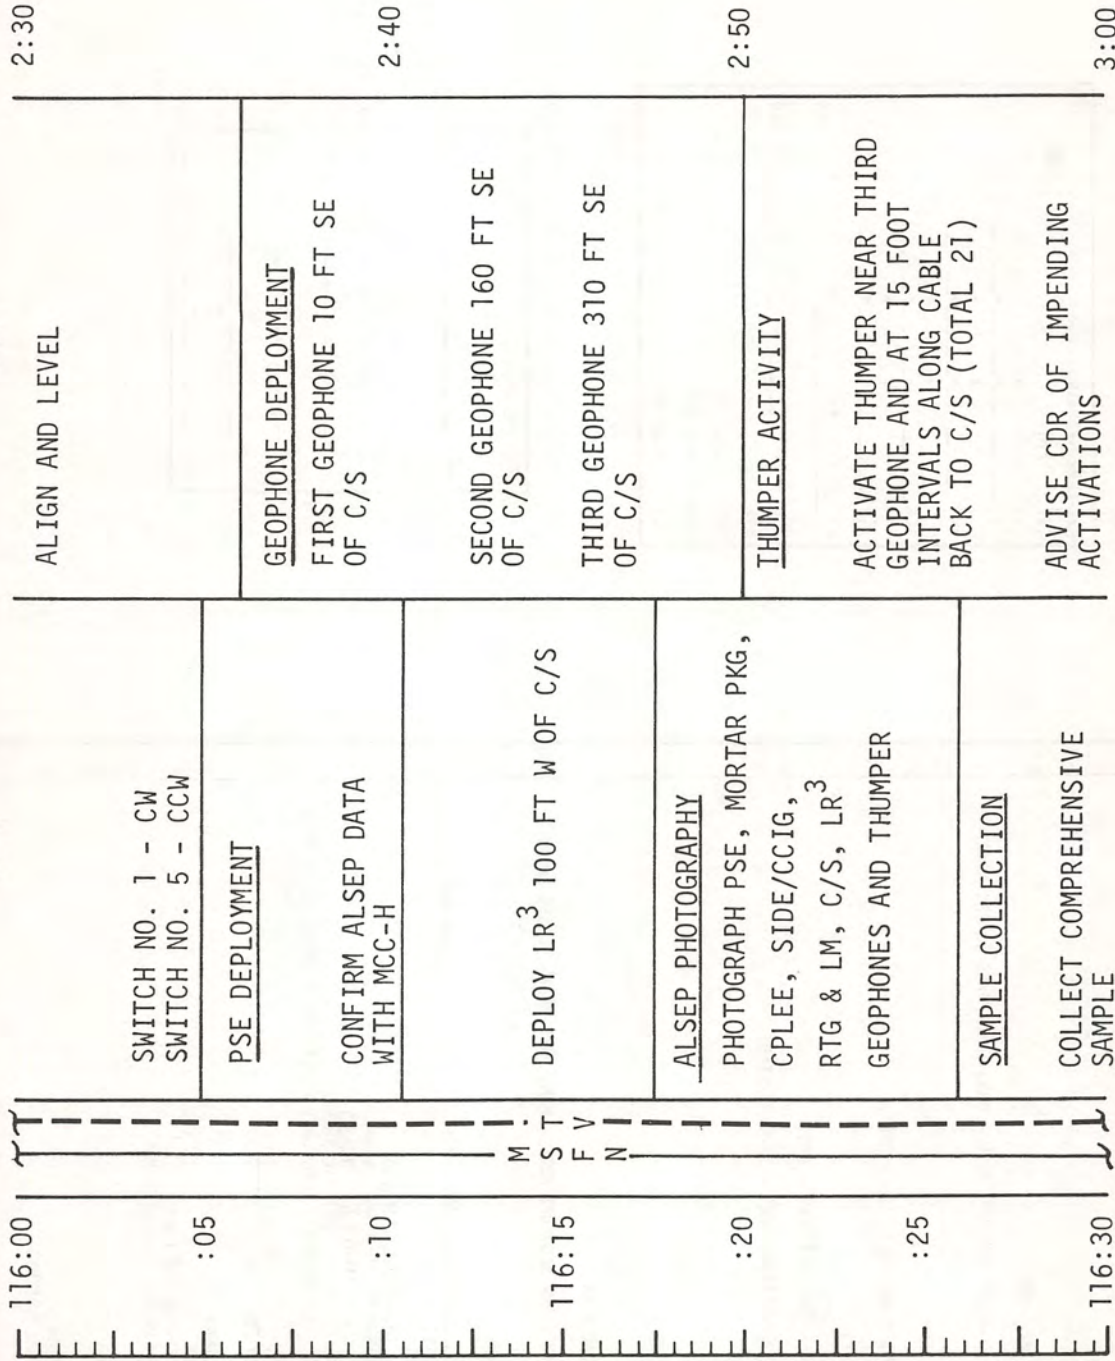 116:00
:05
:10
116:15
:20
:25
116:30
MSFN
TV
SWITCH NO. 1 - CW
SWITCH NO. 5 - CCW
PSE DEPLOYMENT
CONFIRM ALSEP DATA
WITH MCC-H
DEPLOY LR³ 100 FT W OF C/S
ALSEP PHOTOGRAPHY
PHOTOGRAPH PSE, MORTAR PKG,
CPLEE, SIDE/CCIG,
RTG & LM, C/S, LR³
GEOPHONES AND THUMPER
SAMPLE COLLECTION
COLLECT COMPREHENSIVE
SAMPLE
ALIGN AND LEVEL
GEOPHONE DEPLOYMENT
FIRST GEOPHONE 10 FT SE
OF C/S
SECOND GEOPHONE 160 FT SE
OF C/S
THIRD GEOPHONE 310 FT SE
OF C/S
THUMPER ACTIVITY
ACTIVATE THUMPER NEAR THIRD
GEOPHONE AND AT 15 FOOT
INTERVALS ALONG CABLE
BACK TO C/S (TOTAL 21)
ADVISE CDR OF IMPENDING
ACTIVATIONS
2:30
2:40
2:50
3:00